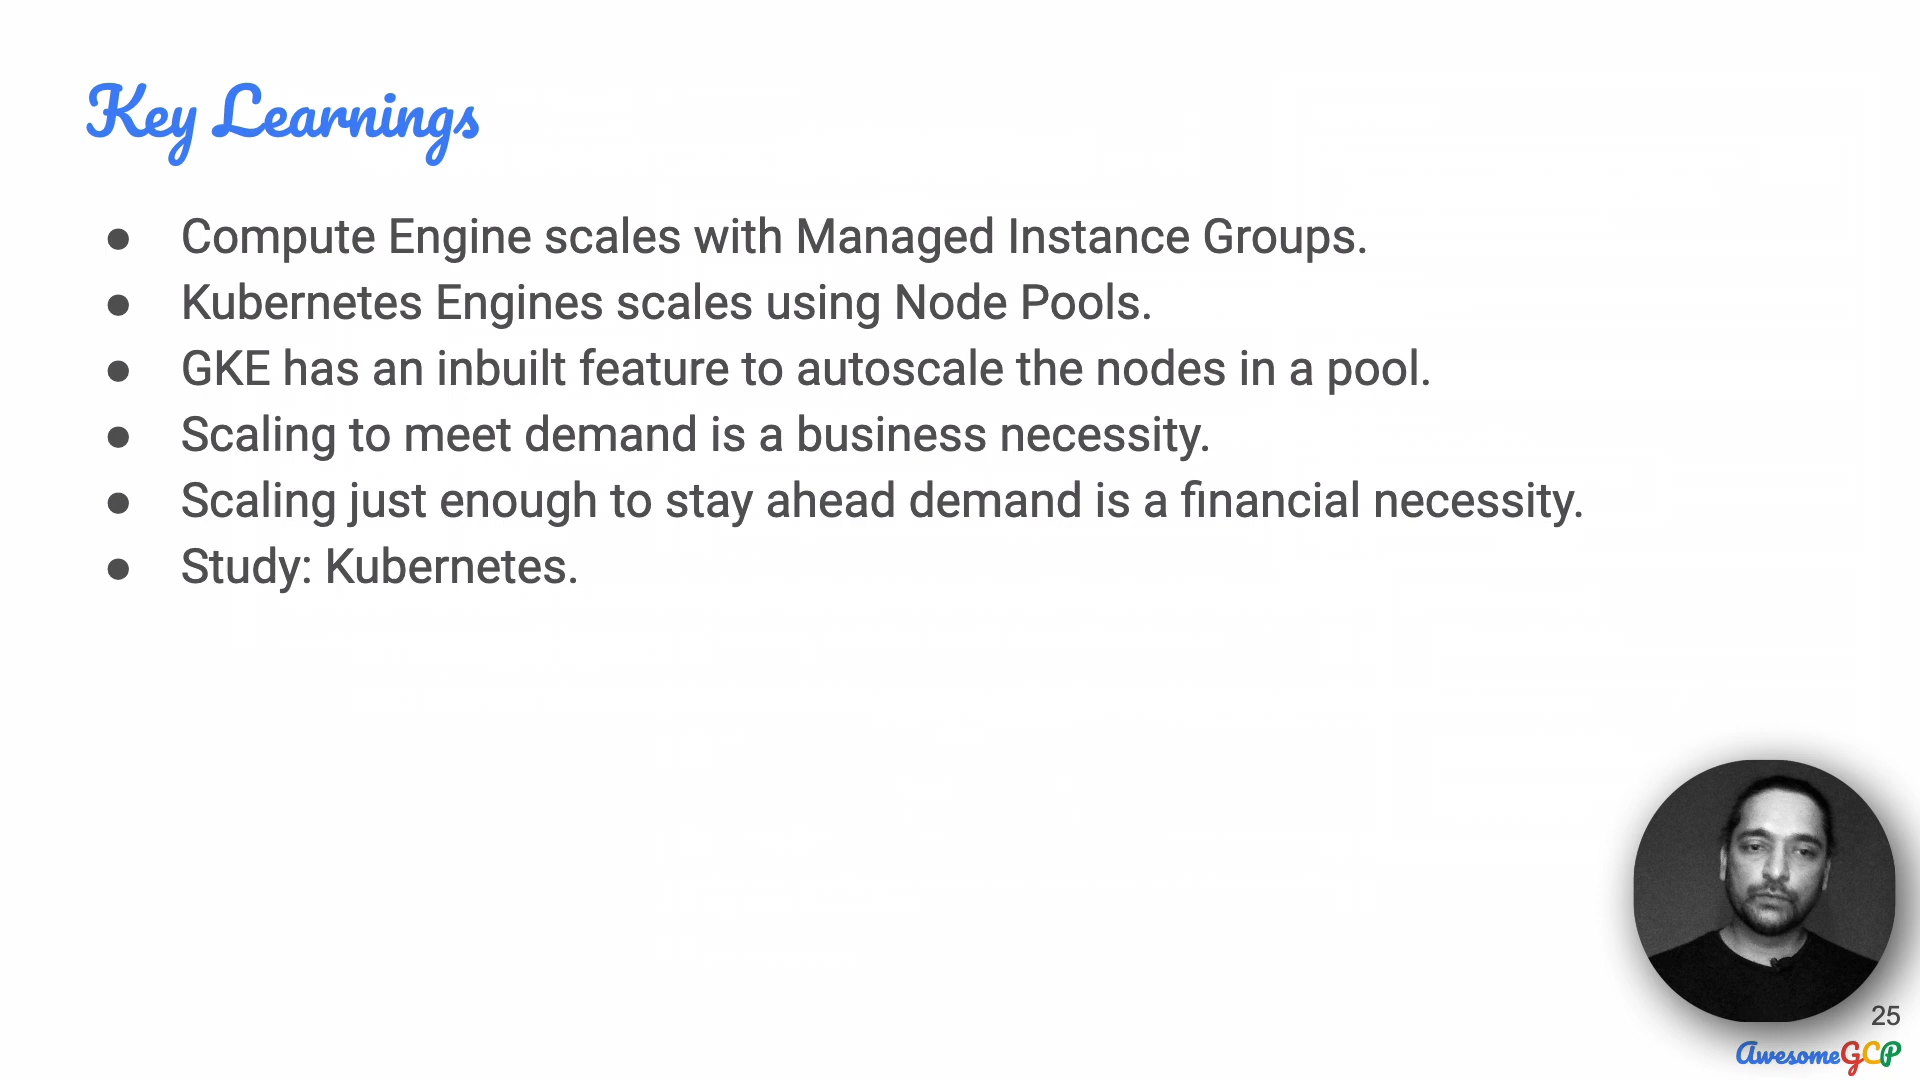 Key Learnings
● Compute Engine scales with Managed Instance Groups.
● Kubernetes Engines scales using Node Pools.
● GKE has an inbuilt feature to autoscale the nodes in a pool.
● Scaling to meet demand is a business necessity.
● Scaling just enough to stay ahead demand is a financial necessity.
● Study: Kubernetes.
25
AwesomeGCP